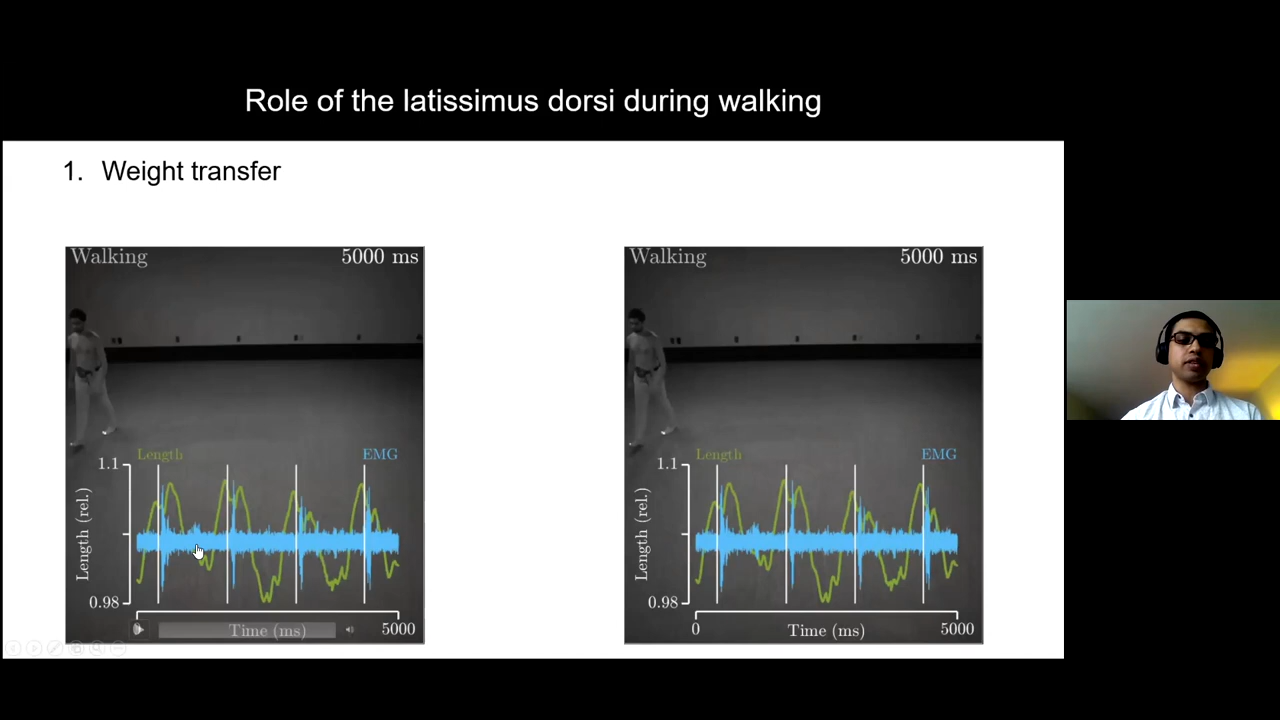 Role of the latissimus dorsi during walking
1. Weight transfer
Walking 5000 ms
Length EMG
1.1
Length (rel.)
0.98
Time (ms) 5000
Walking 5000 ms
Length EMG
1.1
Length (rel.)
0.98
0 Time (ms) 5000